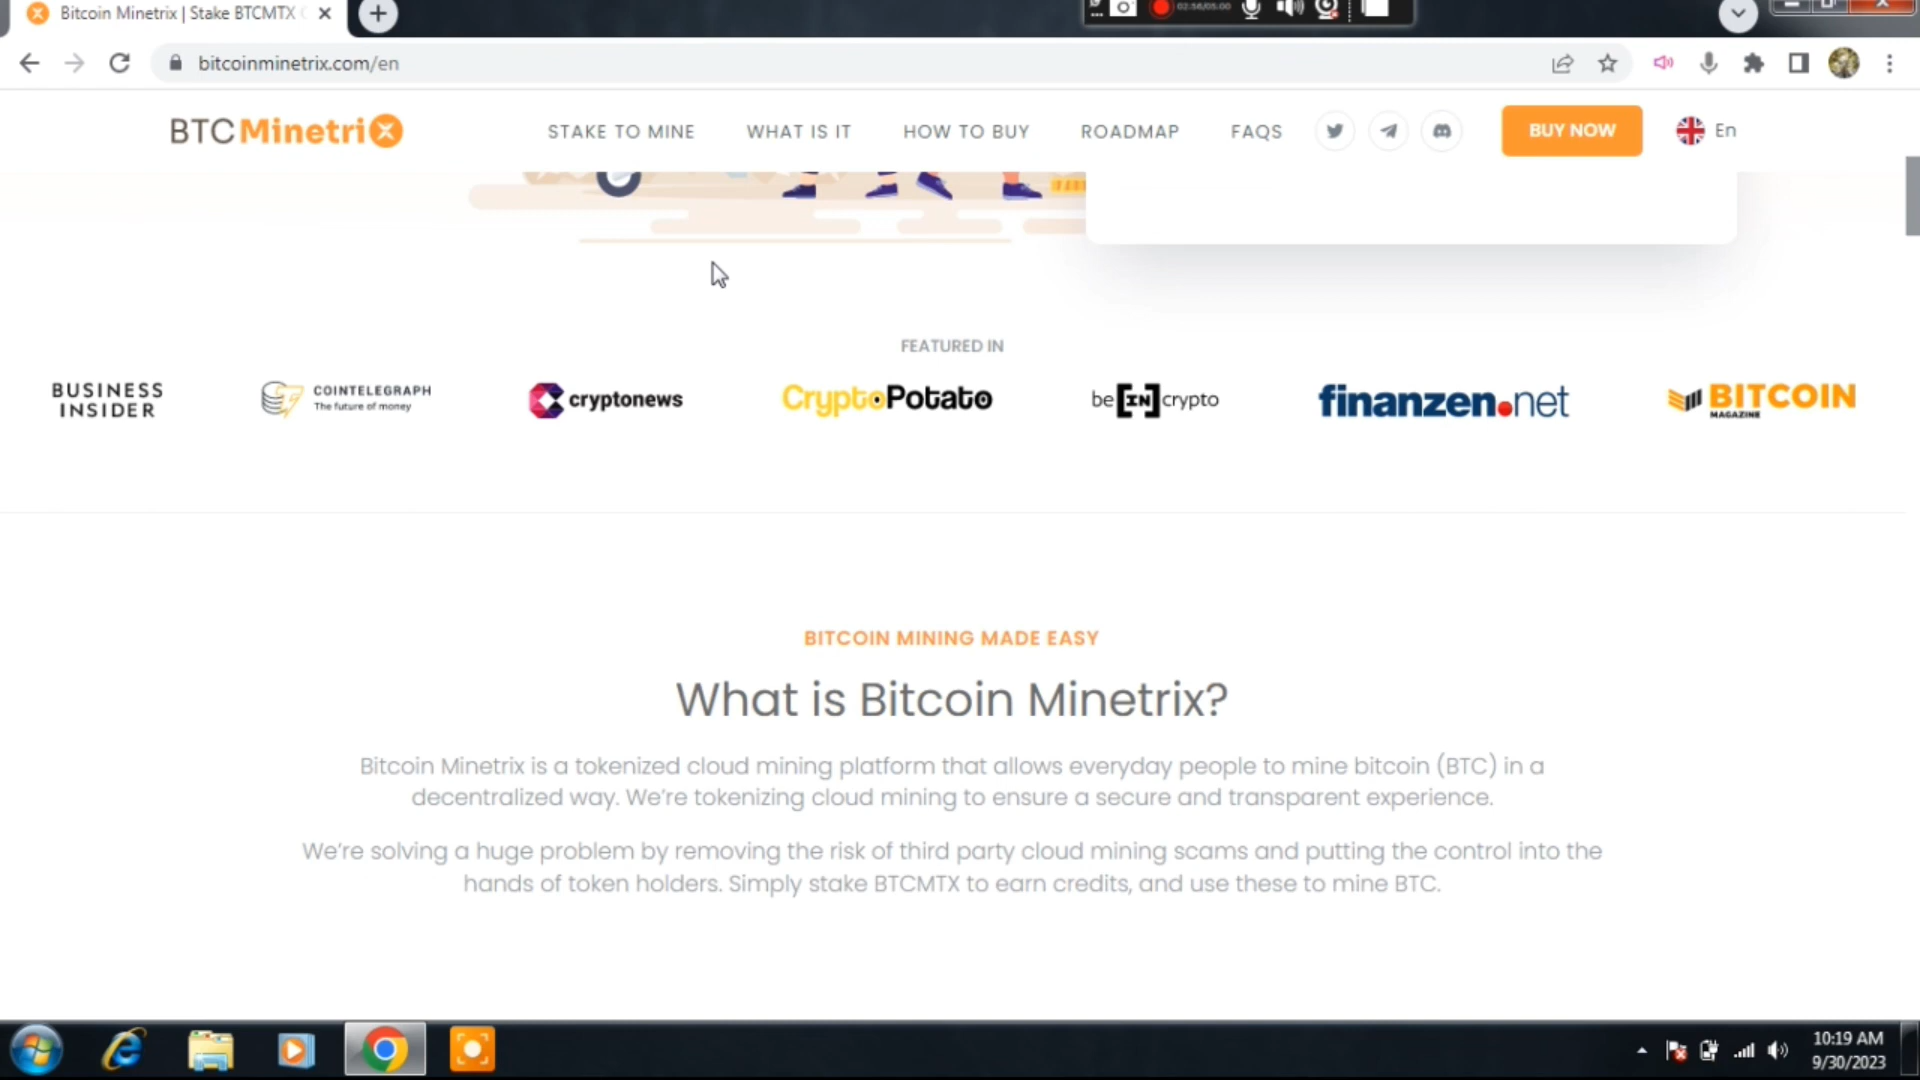 Bitcoin Minetrix | Stake BTCMTX
02:56/05:00
bitcoinminetrix.com/en
BTC Minetrix
STAKE TO MINE
WHAT IS IT
HOW TO BUY
ROADMAP
FAQS
BUY NOW
En
FEATURED IN
BUSINESS
INSIDER
COINTELEGRAPH
The future of money
cryptonews
CryptoPotato
be[IN]crypto
finanzen.net
BITCOIN
MAGAZINE
BITCOIN MINING MADE EASY
What is Bitcoin Minetrix?
Bitcoin Minetrix is a tokenized cloud mining platform that allows everyday people to mine bitcoin (BTC) in a
decentralized way. We're tokenizing cloud mining to ensure a secure and transparent experience.
We're solving a huge problem by removing the risk of third party cloud mining scams and putting the control into the
hands of token holders. Simply stake BTCMTX to earn credits, and use these to mine BTC.
10:19 AM
9/30/2023